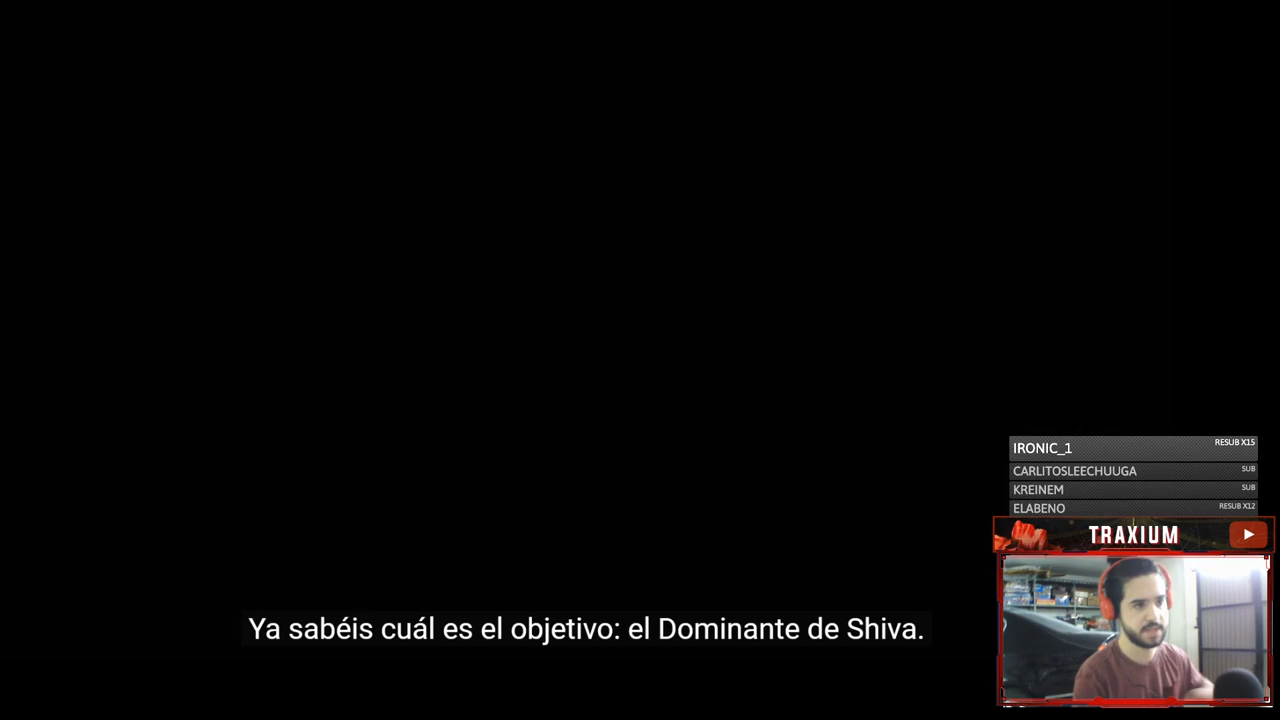 IRONIC_1 RESUB X15
CARLITOSLEECHUUGA SUB
KREINEM SUB
ELABENO RESUB X12
TRAXIUM
Ya sabéis cuál es el objetivo: el Dominante de Shiva.